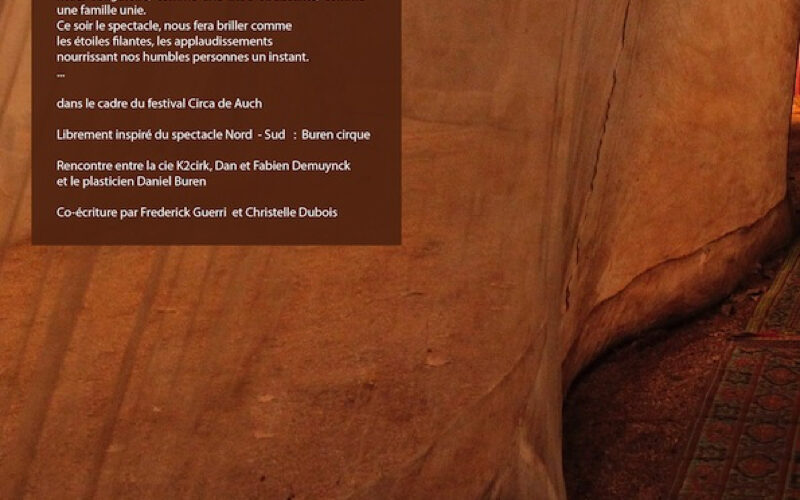 une famille unie.
Ce soir le spectacle, nous fera briller comme
les étoiles filantes, les applaudissements
nourrissant nos humbles personnes un instant.
...
dans le cadre du festival Circa de Auch
Librement inspiré du spectacle Nord - Sud : Buren cirque
Rencontre entre la cie K2cirk, Dan et Fabien Demuynck
et le plasticien Daniel Buren
Co-écriture par Frederick Guerri et Christelle Dubois